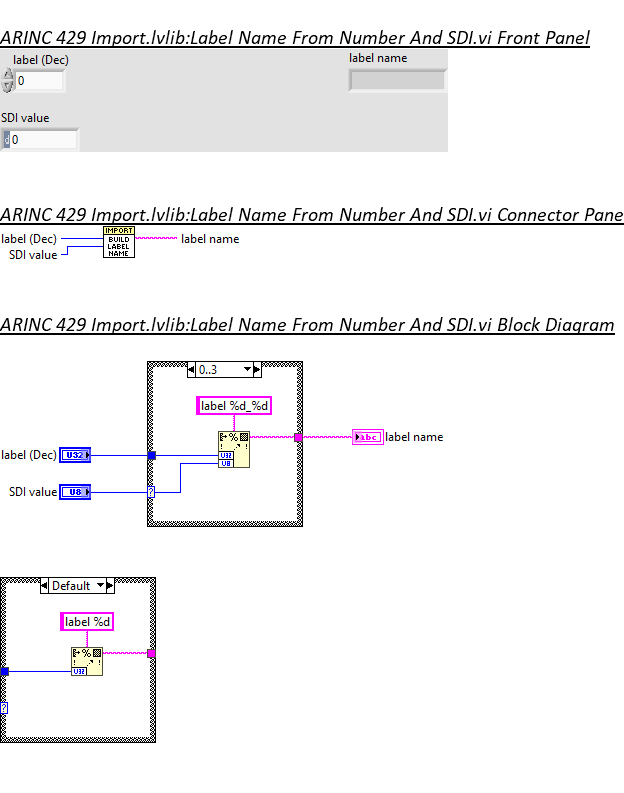 ARINC 429 Import.lvlib:Label Name From Number And SDI.vi Front Panel
label (Dec)
label name
0
SDI value
d 0
ARINC 429 Import.lvlib:Label Name From Number And SDI.vi Connector Pane
label (Dec)
SDI value
IMPORT
BUILD
LABEL
NAME
label name
ARINC 429 Import.lvlib:Label Name From Number And SDI.vi Block Diagram
0..3
label %d_%d
%
U32
U8
label (Dec)
U32
SDI value
U8
?
abc
label name
Default
label %d
%
U32
?